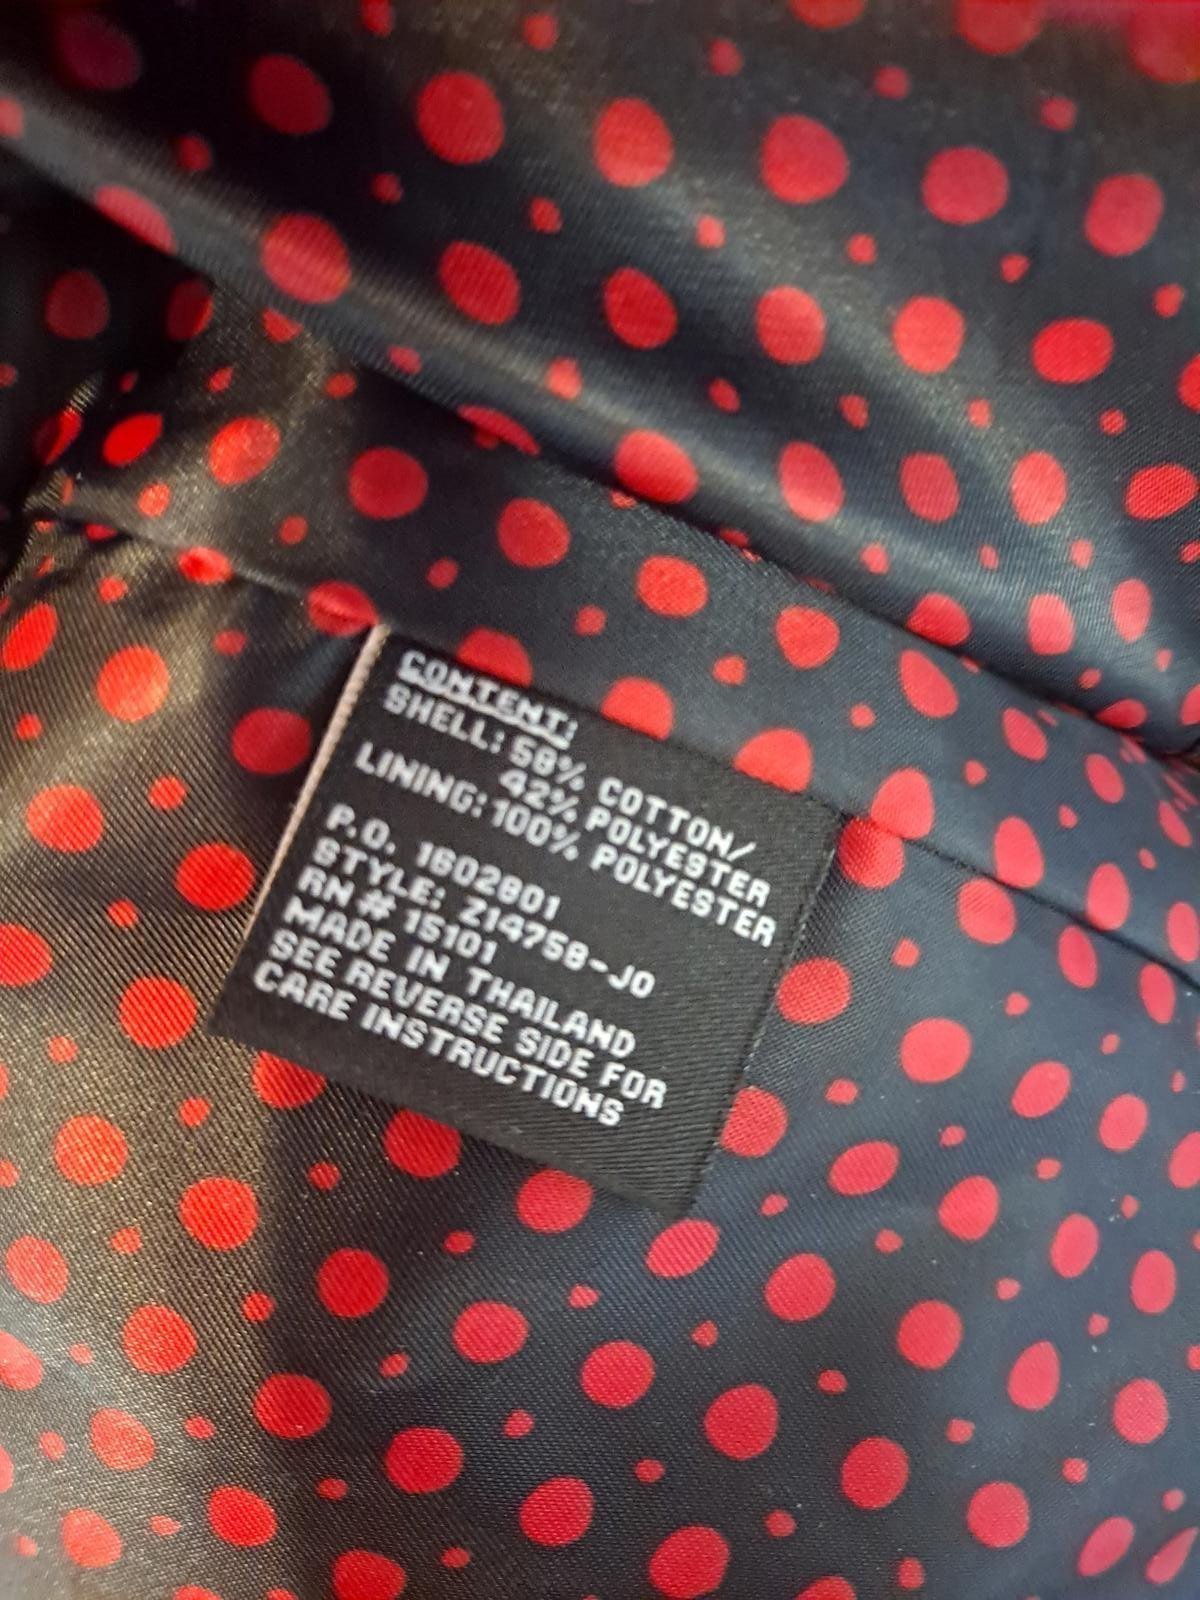 CONTENT:
SHELL: 58% COTTON/
42% POLYESTER
LINING: 100% POLYESTER
P.O. 1602801
STYLE: Z14758-JO
RN # 15101
MADE IN THAILAND
SEE REVERSE SIDE FOR
CARE INSTRUCTIONS